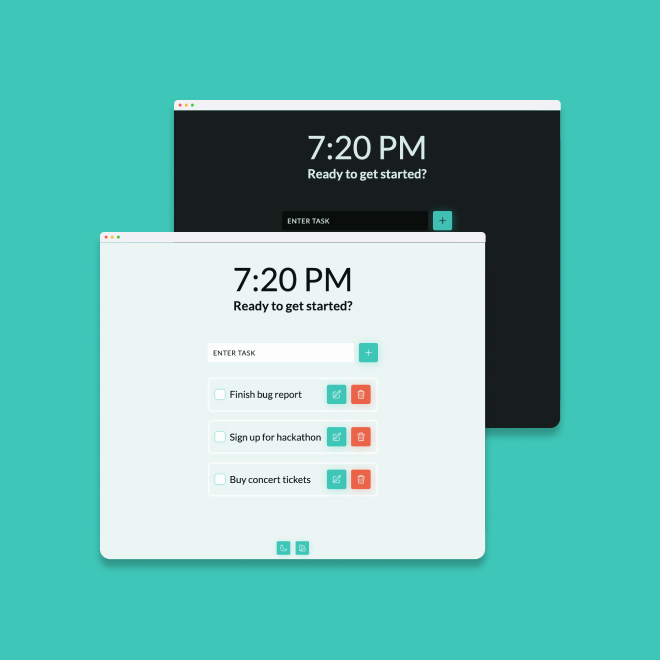 7:20 PM
Ready to get started?
ENTER TASK
7:20 PM
Ready to get started?
ENTER TASK
Finish bug report
Sign up for hackathon
Buy concert tickets